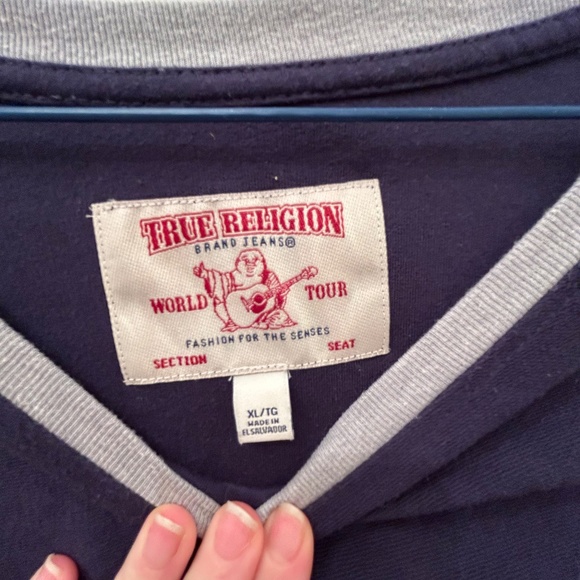 TRUE RELIGION
BRAND JEANS®
WORLD TOUR
FASHION FOR THE SENSES
SECTION SEAT
XL/TG
MADE IN
EL SALVADOR